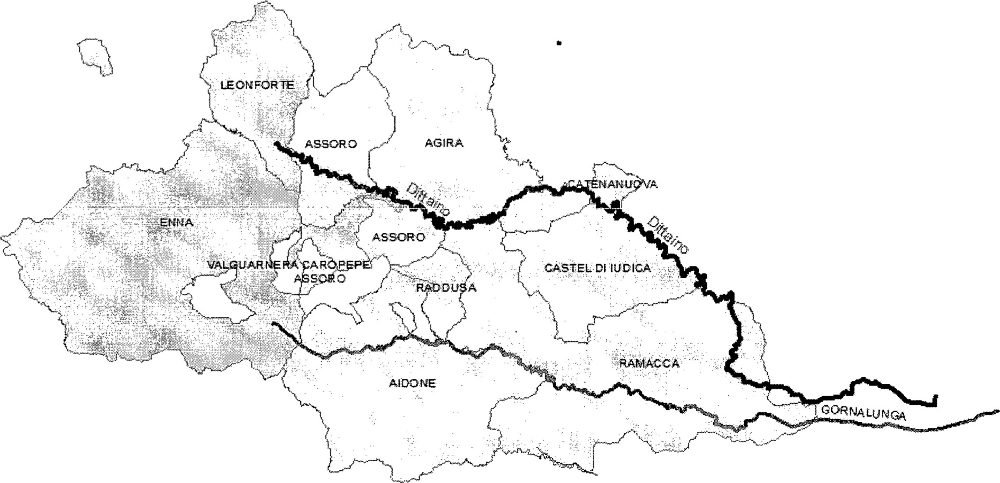 LEONFORTE
ASSORO
AGIRA
CATENANUOVA
Dittaino
ENNA
Dittaino
ASSORO
VALGUARNERA CAROPEPE
ASSORO
CASTEL DI IUDICA
RADDUSA
RAMACCA
AIDONE
GORNALUNGA